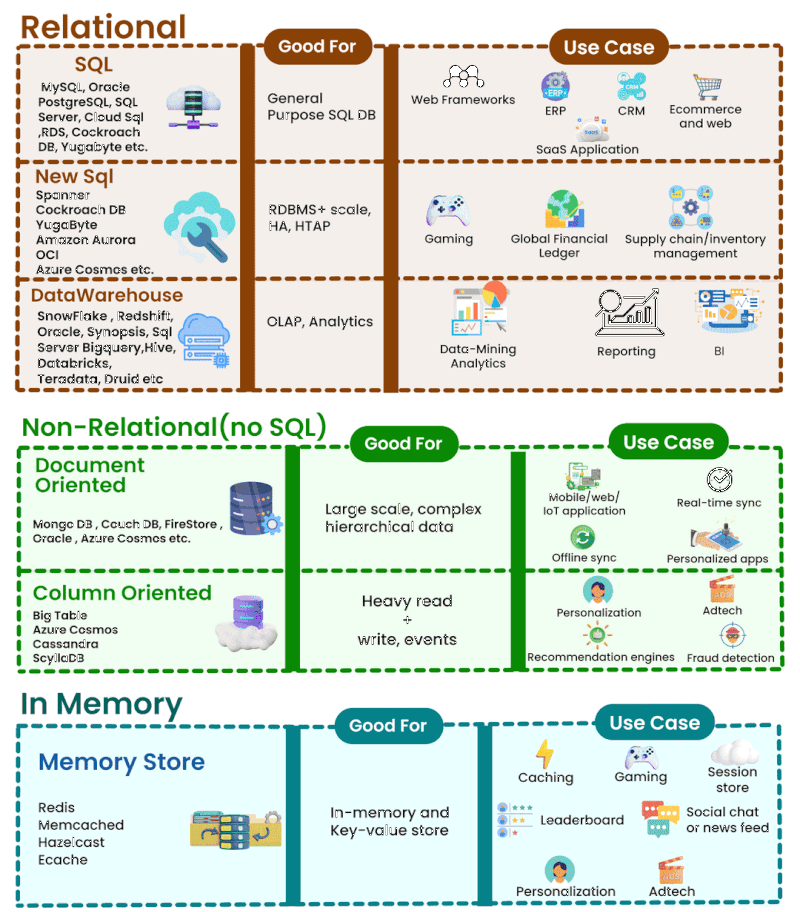 Relational
Good For
Use Case
SQL
MySQL, Oracle
PostgreSQL, SQL
Server, Cloud Sql
,RDS, Cockroach
DB, Yugabyte etc.
General
Purpose SQL DB
Web Frameworks
ERP
ERP
CRM
CRM
Ecommerce
and web
SaaS
SaaS Application
New Sql
Spanner
Cockroach DB
YugaByte
Amazon Aurora
OCI
Azure Cosmos etc.
RDBMS+ scale,
HA, HTAP
Gaming
Global Financial
Ledger
Supply chain/inventory
management
DataWarehouse
SnowFlake , Redshift,
Oracle, Synopsis, Sql
Server Bigquery,Hive,
Databricks,
Teradata, Druid etc
OLAP, Analytics
Data-Mining
Analytics
Reporting
BI
Non-Relational(no SQL)
Good For
Use Case
Document
Oriented
Mongo DB , Couch DB, FireStore ,
Oracle , Azure Cosmos etc.
Large scale, complex
hierarchical data
Mobile/web/
IoT application
Real-time sync
Offline sync
Personalized apps
Column Oriented
Big Table
Azure Cosmos
Cassandra
ScyllaDB
Heavy read
+
write, events
Personalization
ADS
Adtech
Recommendation engines
Fraud detection
In Memory
Good For
Use Case
Memory Store
Redis
Memcached
Hazelcast
Ecache
In-memory and
Key-value store
Caching
Gaming
Session
store
Leaderboard
Social chat
or news feed
Personalization
ADS
Adtech